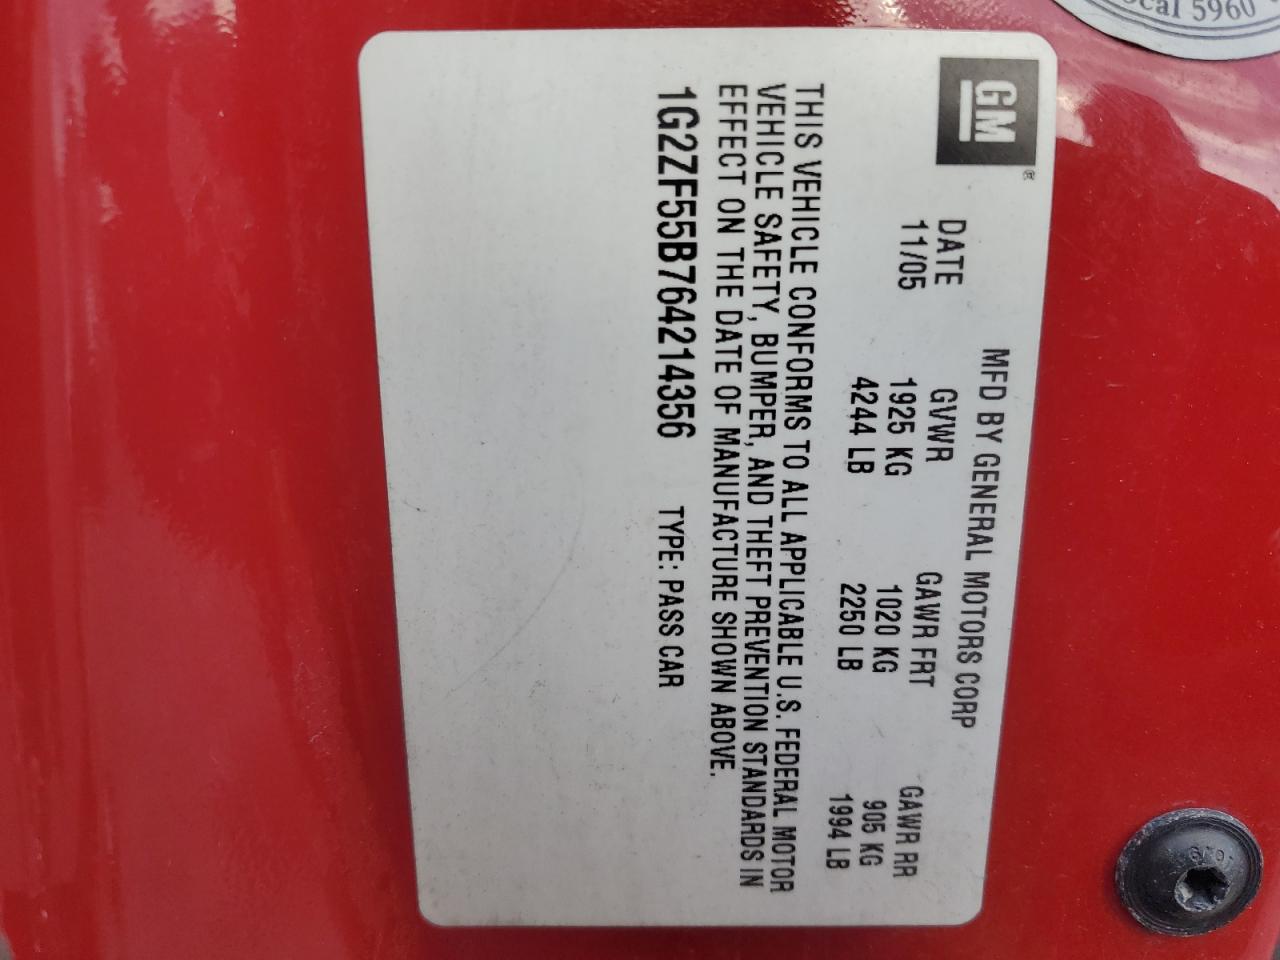 cal 5960
GM
®
MFD BY GENERAL MOTORS CORP
DATE GVWR GAWR FRT GAWR RR
11/05 1925 KG 1020 KG 905 KG
4244 LB 2250 LB 1994 LB
THIS VEHICLE CONFORMS TO ALL APPLICABLE U.S. FEDERAL MOTOR
VEHICLE SAFETY, BUMPER, AND THEFT PREVENTION STANDARDS IN
EFFECT ON THE DATE OF MANUFACTURE SHOWN ABOVE.
1G2ZF55B764214356 TYPE: PASS CAR